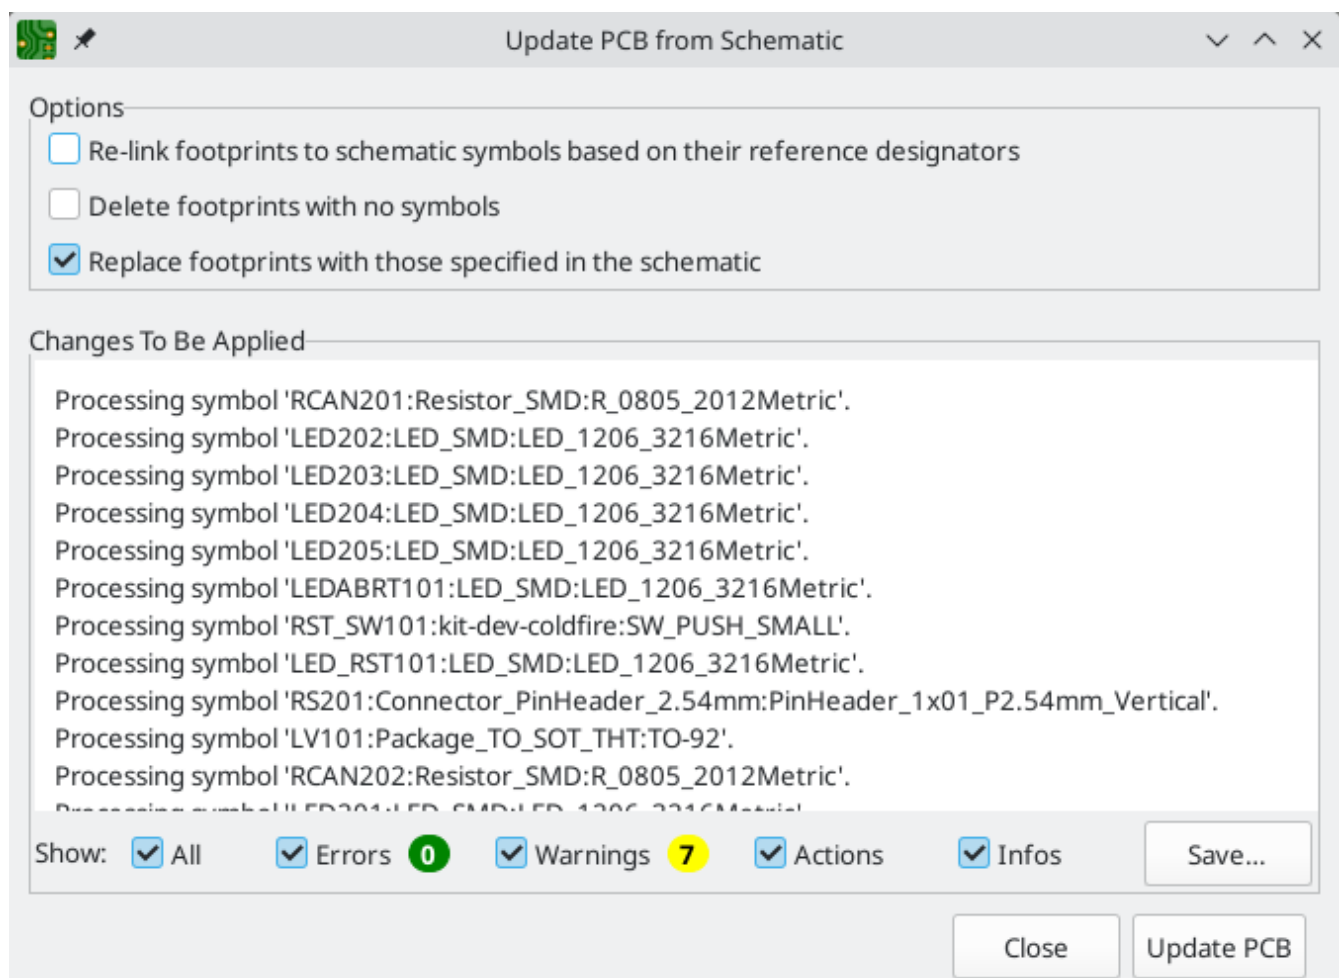 Update PCB from Schematic
Options
Re-link footprints to schematic symbols based on their reference designators
Delete footprints with no symbols
Replace footprints with those specified in the schematic
Changes To Be Applied
Processing symbol 'RCAN201:Resistor_SMD:R_0805_2012Metric'.
Processing symbol 'LED202:LED_SMD:LED_1206_3216Metric'.
Processing symbol 'LED203:LED_SMD:LED_1206_3216Metric'.
Processing symbol 'LED204:LED_SMD:LED_1206_3216Metric'.
Processing symbol 'LED205:LED_SMD:LED_1206_3216Metric'.
Processing symbol 'LEDABRT101:LED_SMD:LED_1206_3216Metric'.
Processing symbol 'RST_SW101:kit-dev-coldfire:SW_PUSH_SMALL'.
Processing symbol 'LED_RST101:LED_SMD:LED_1206_3216Metric'.
Processing symbol 'RS201:Connector_PinHeader_2.54mm:PinHeader_1x01_P2.54mm_Vertical'.
Processing symbol 'LV101:Package_TO_SOT_THT:TO-92'.
Processing symbol 'RCAN202:Resistor_SMD:R_0805_2012Metric'.
Processing symbol 'LED201:LED_SMD:LED_1206_3216Metric'.
Show: All Errors 0 Warnings 7 Actions Infos Save...
Close Update PCB